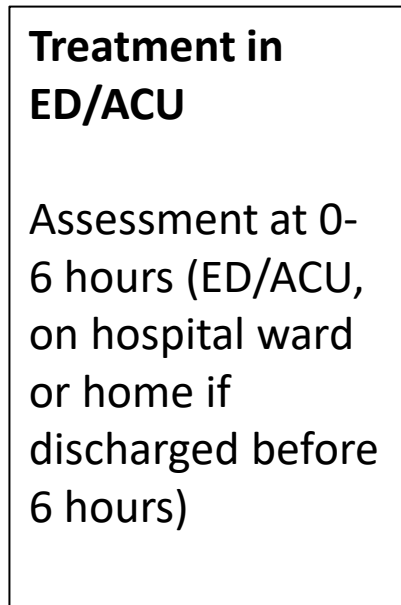 Treatment in
ED/ACU
Assessment at 0-
6 hours (ED/ACU,
on hospital ward
or home if
discharged before
6 hours)